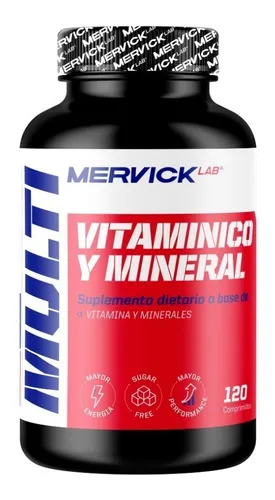 MERVICK LAB®
MULTI
VITAMINICO
Y MINERAL
Suplemento dietario a base de
VITAMINA Y MINERALES
MAYOR
ENERGIA
SUGAR
FREE
MAYOR
PERFORMANCE
120
Comprimidos